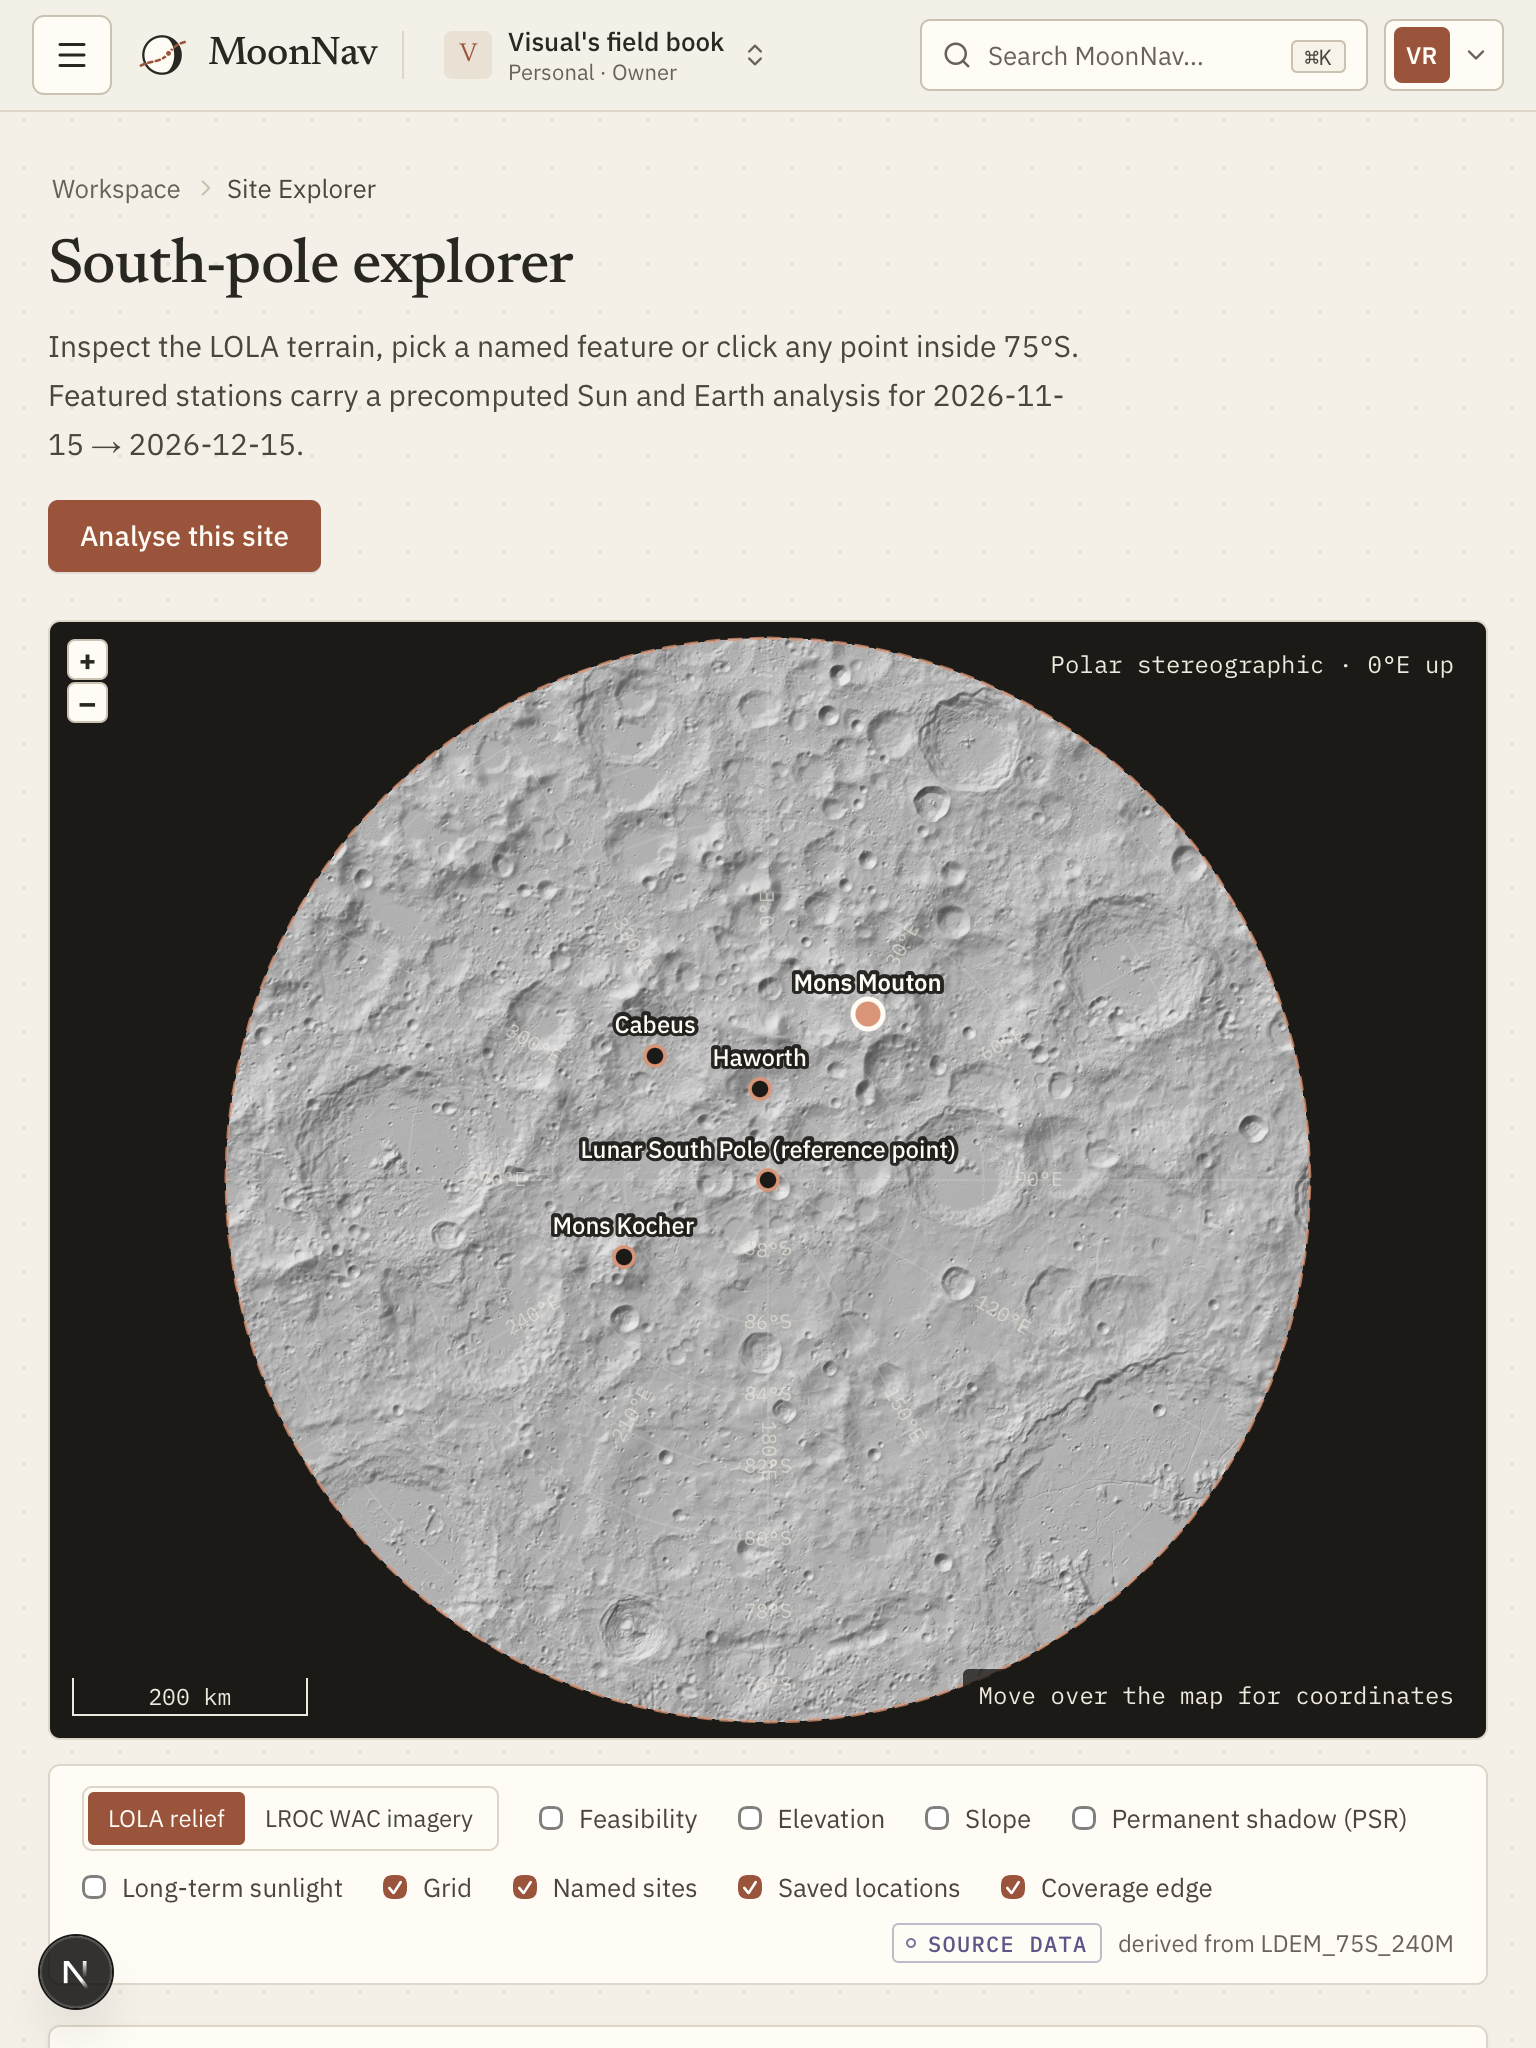 MoonNav
V
Visual's field book
Personal · Owner
Search MoonNav...
⌘K
VR
Workspace
Site Explorer
South-pole explorer
Inspect the LOLA terrain, pick a named feature or click any point inside 75°S.
Featured stations carry a precomputed Sun and Earth analysis for 2026-11-
15 → 2026-12-15.
Analyse this site
+
−
Polar stereographic · 0°E up
0°E
30°E
Mons Mouton
Cabeus
300°E
60°E
Haworth
Lunar South Pole (reference point)
90°E
Mons Kocher
88°S
240°E
120°E
86°S
84°S
210°E
150°E
180°E
82°S
80°S
78°S
76°S
200 km
Move over the map for coordinates
LOLA relief
LROC WAC imagery
Feasibility
Elevation
Slope
Permanent shadow (PSR)
Long-term sunlight
Grid
Named sites
Saved locations
Coverage edge
SOURCE DATA
derived from LDEM_75S_240M
N